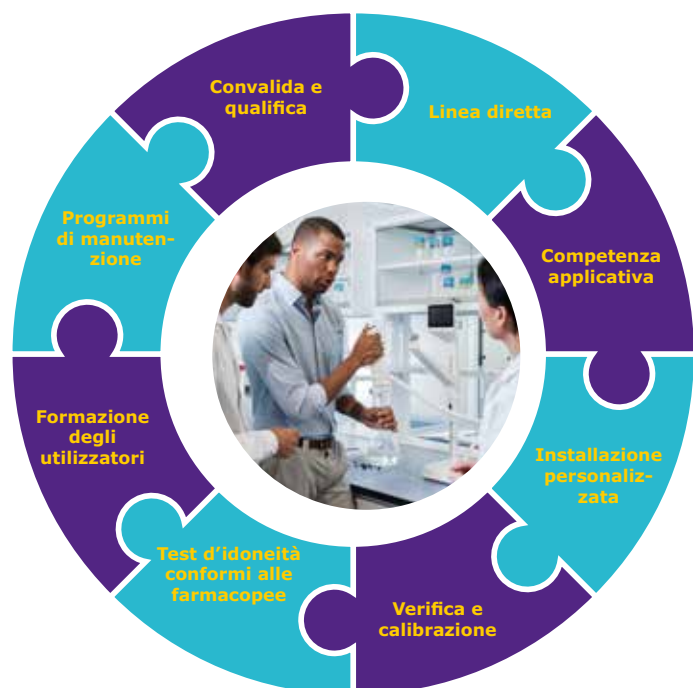 Convalida e
qualifica
Linea diretta
Competenza
applicativa
Installazione
personaliz-
zata
Verifica e
calibrazione
Test d’idoneità
conformi alle
farmacopee
Formazione
degli
utilizzatori
Programmi
di manuten-
zione